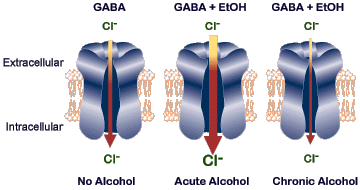 GABA GABA + EtOH GABA + EtOH
Cl⁻ Cl⁻ Cl⁻
Extracellular
Intracellular
Cl⁻ Cl⁻ Cl⁻
No Alcohol Acute Alcohol Chronic Alcohol